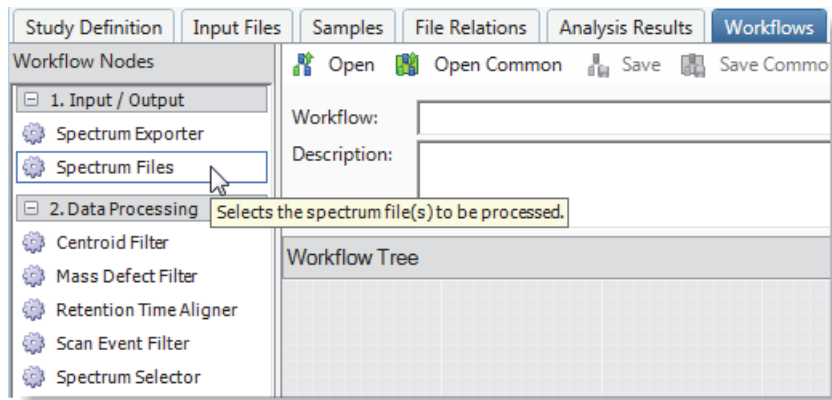 Study Definition Input Files Samples File Relations Analysis Results Workflows
Workflow Nodes
Open Open Common Save Save Commo
1. Input / Output
Spectrum Exporter
Spectrum Files
2. Data Processing
Centroid Filter
Mass Defect Filter
Retention Time Aligner
Scan Event Filter
Spectrum Selector
Workflow:
Description:
Selects the spectrum file(s) to be processed.
Workflow Tree